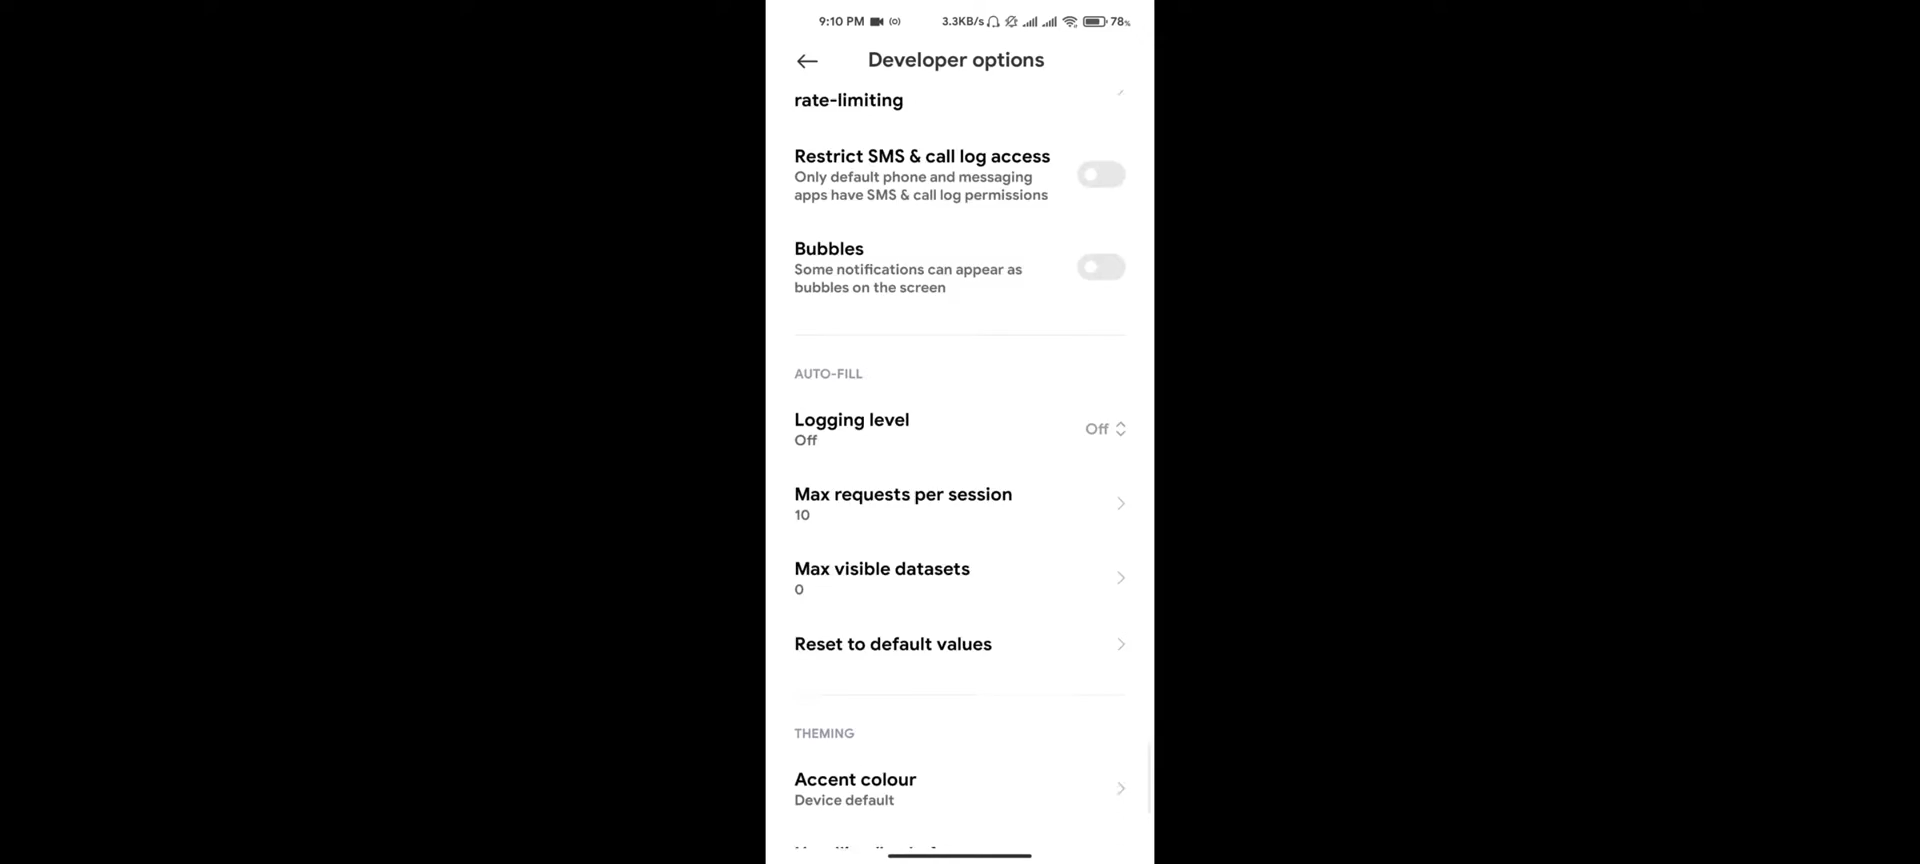 9:10 PM 3.3KB/s 78%
Developer options
rate-limiting
Restrict SMS & call log access
Only default phone and messaging
apps have SMS & call log permissions
Bubbles
Some notifications can appear as
bubbles on the screen
AUTO-FILL
Logging level
Off
Off
Max requests per session
10
Max visible datasets
0
Reset to default values
THEMING
Accent colour
Device default